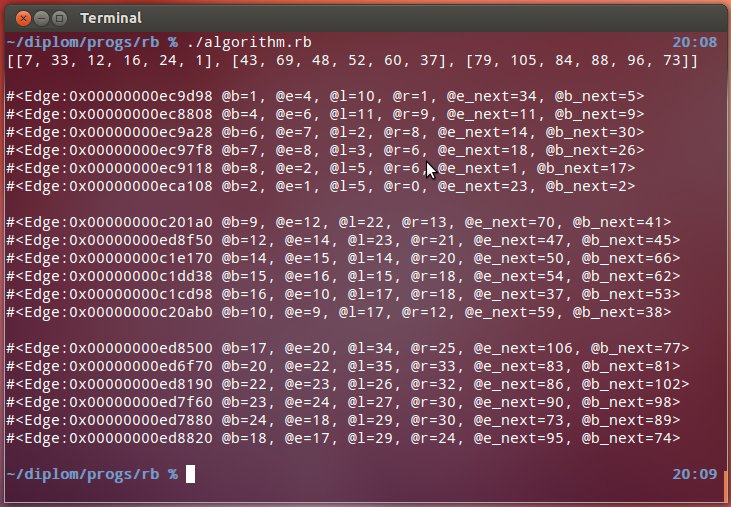 Terminal
~/diplom/progs/rb % ./algorithm.rb 20:08
[[7, 33, 12, 16, 24, 1], [43, 69, 48, 52, 60, 37], [79, 105, 84, 88, 96, 73]]
#<Edge:0x00000000ec9d98 @b=1, @e=4, @l=10, @r=1, @e_next=34, @b_next=5>
#<Edge:0x00000000ec8808 @b=4, @e=6, @l=11, @r=9, @e_next=11, @b_next=9>
#<Edge:0x00000000ec9a28 @b=6, @e=7, @l=2, @r=8, @e_next=14, @b_next=30>
#<Edge:0x00000000ec97f8 @b=7, @e=8, @l=3, @r=6, @e_next=18, @b_next=26>
#<Edge:0x00000000ec9118 @b=8, @e=2, @l=5, @r=6, @e_next=1, @b_next=17>
#<Edge:0x00000000eca108 @b=2, @e=1, @l=5, @r=0, @e_next=23, @b_next=2>
#<Edge:0x00000000c201a0 @b=9, @e=12, @l=22, @r=13, @e_next=70, @b_next=41>
#<Edge:0x00000000ed8f50 @b=12, @e=14, @l=23, @r=21, @e_next=47, @b_next=45>
#<Edge:0x00000000c1e170 @b=14, @e=15, @l=14, @r=20, @e_next=50, @b_next=66>
#<Edge:0x00000000c1dd38 @b=15, @e=16, @l=15, @r=18, @e_next=54, @b_next=62>
#<Edge:0x00000000c1cd98 @b=16, @e=10, @l=17, @r=18, @e_next=37, @b_next=53>
#<Edge:0x00000000c20ab0 @b=10, @e=9, @l=17, @r=12, @e_next=59, @b_next=38>
#<Edge:0x00000000ed8500 @b=17, @e=20, @l=34, @r=25, @e_next=106, @b_next=77>
#<Edge:0x00000000ed6f70 @b=20, @e=22, @l=35, @r=33, @e_next=83, @b_next=81>
#<Edge:0x00000000ed8190 @b=22, @e=23, @l=26, @r=32, @e_next=86, @b_next=102>
#<Edge:0x00000000ed7f60 @b=23, @e=24, @l=27, @r=30, @e_next=90, @b_next=98>
#<Edge:0x00000000ed7880 @b=24, @e=18, @l=29, @r=30, @e_next=73, @b_next=89>
#<Edge:0x00000000ed8820 @b=18, @e=17, @l=29, @r=24, @e_next=95, @b_next=74>
~/diplom/progs/rb % 20:09